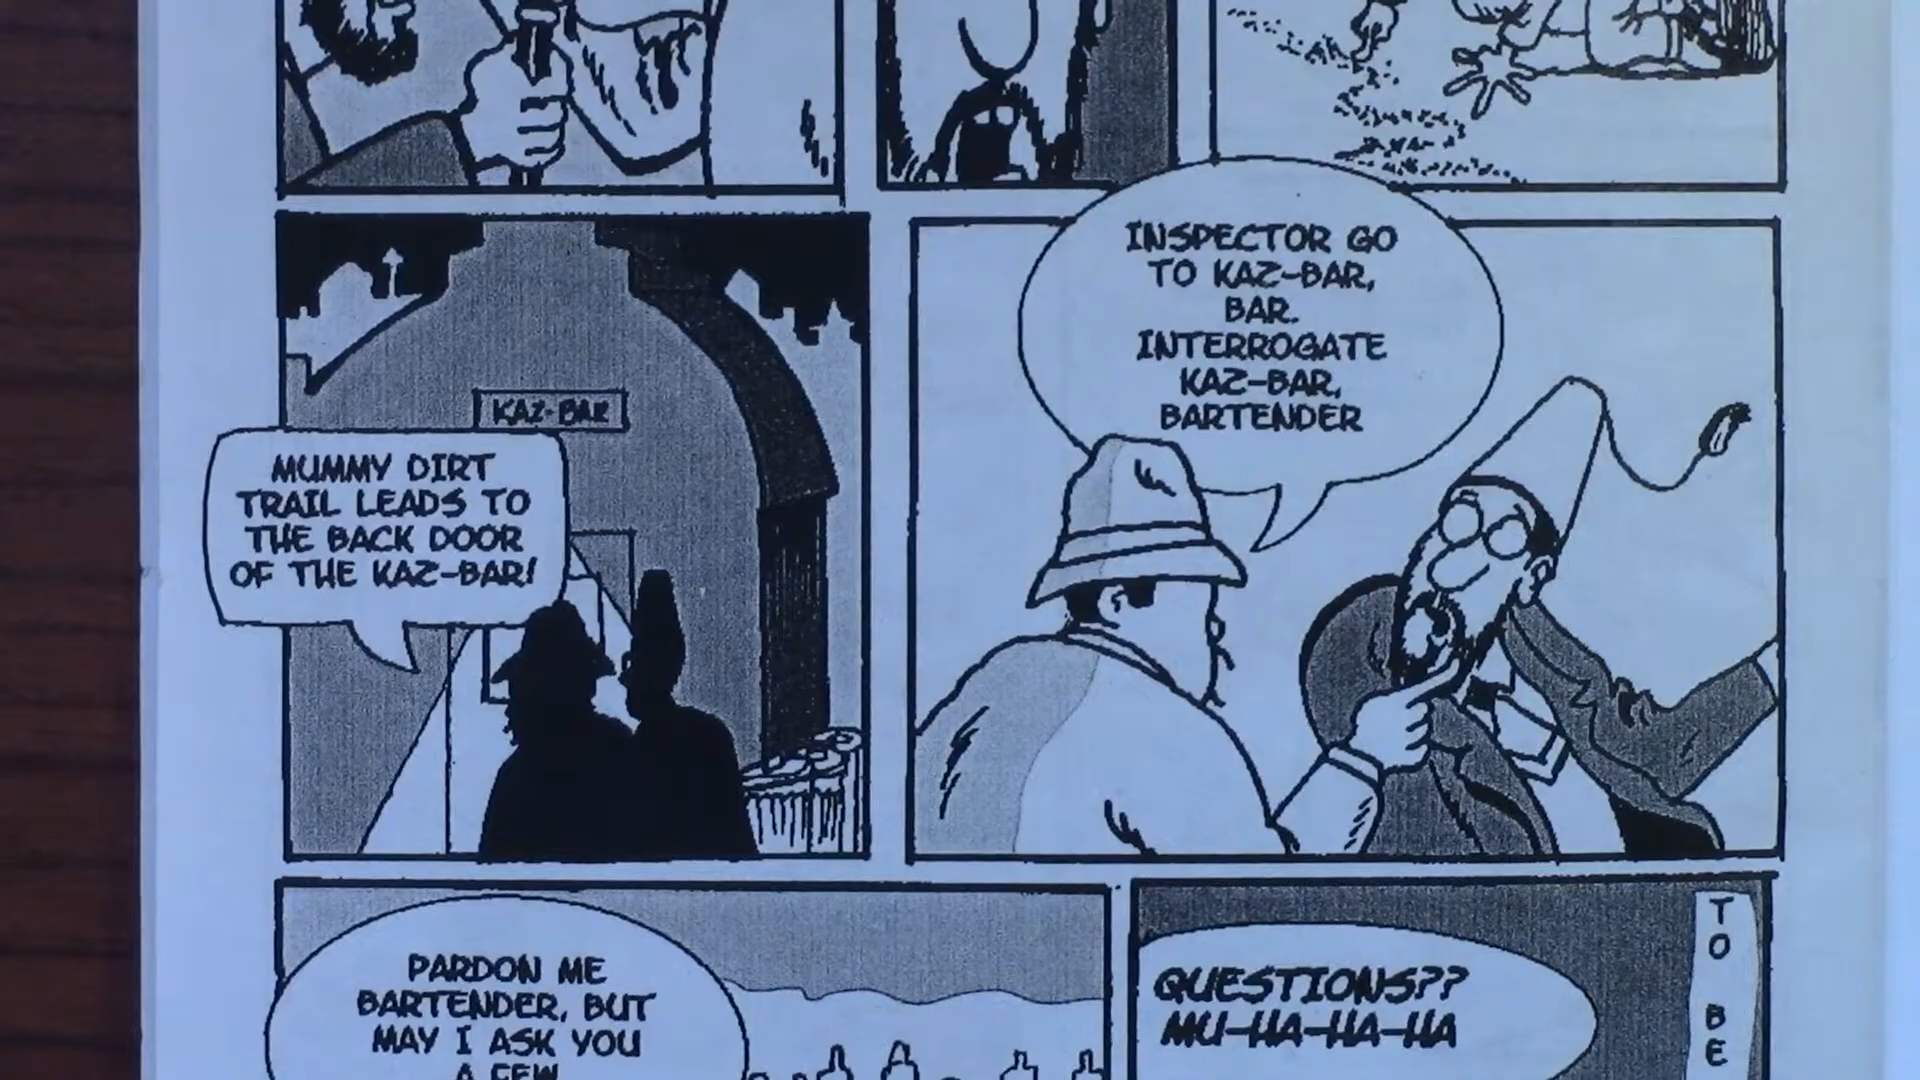 KAZ-BAR
MUMMY DIRT
TRAIL LEADS TO
THE BACK DOOR
OF THE KAZ-BAR!
INSPECTOR GO
TO KAZ-BAR,
BAR.
INTERROGATE
KAZ-BAR,
BARTENDER
PARDON ME
BARTENDER, BUT
MAY I ASK YOU
A FEW
QUESTIONS??
MU-HA-HA-HA
TO BE